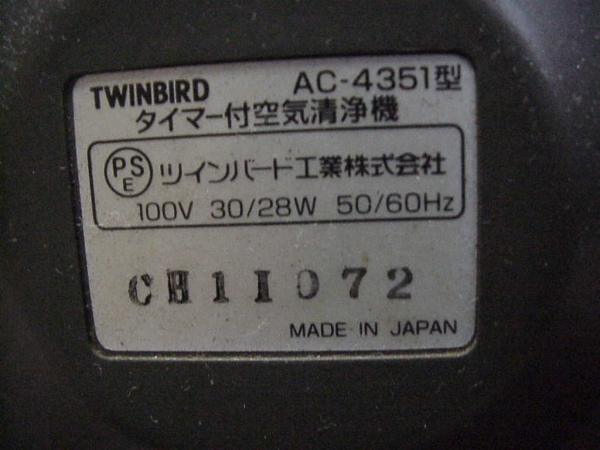 TWINBIRD AC-4351型
タイマー付空気清浄機
PS E ツインバード工業株式会社
100V 30/28W 50/60Hz
CH11072
MADE IN JAPAN